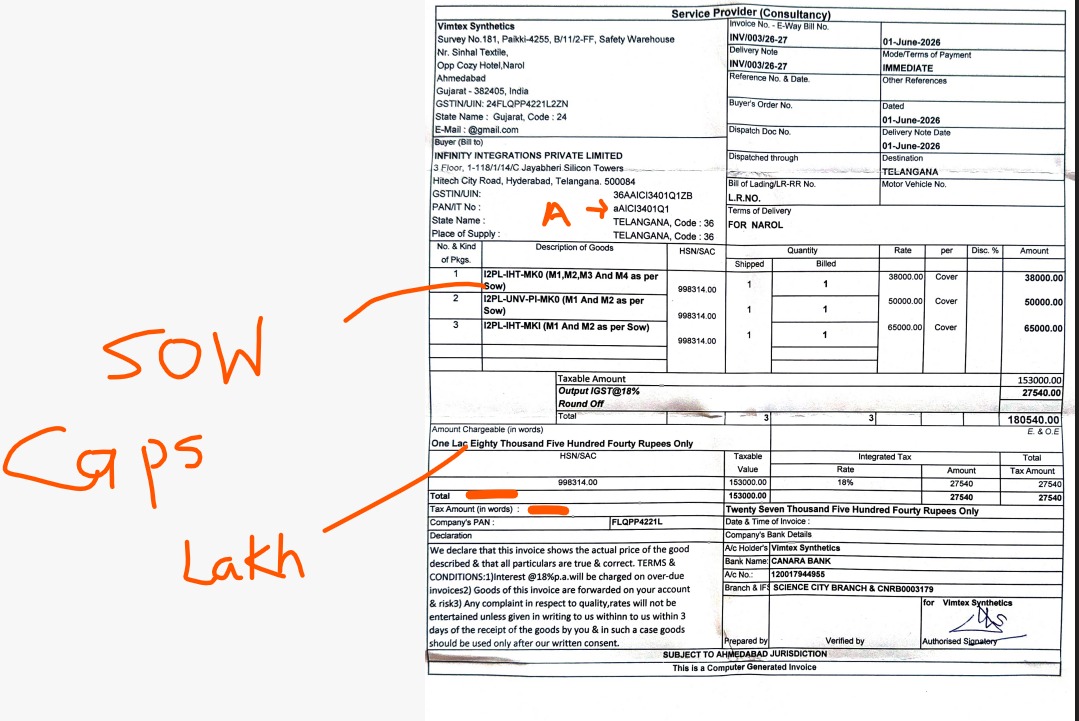 Service Provider (Consultancy)
Vimtex Synthetics
Survey No.181, Paikki-4255, B/11/2-FF, Safety Warehouse
Nr. Sinhal Textile,
Opp Cozy Hotel,Narol
Ahmedabad
Gujarat - 382405, India
GSTIN/UIN: 24FLQPP4221L2ZN
State Name : Gujarat, Code : 24
E-Mail : @gmail.com
Invoice No. - E-Way Bill No.
INV/003/26-27
01-June-2026
Delivery Note
Mode/Terms of Payment
INV/003/26-27
IMMEDIATE
Reference No. & Date.
Other References
Buyer's Order No.
Dated
01-June-2026
Dispatch Doc No.
Delivery Note Date
01-June-2026
Dispatched through
Destination
TELANGANA
Bill of Lading/LR-RR No.
Motor Vehicle No.
L.R.NO.
Terms of Delivery
FOR NAROL
Buyer (Bill to)
INFINITY INTEGRATIONS PRIVATE LIMITED
3 Floor, 1-118/1/14/C Jayabheri Silicon Towers
Hitech City Road, Hyderabad, Telangana. 500084
GSTIN/UIN: 36AAICI3401Q1ZB
PAN/IT No : A → aAICI3401Q1
State Name : TELANGANA, Code : 36
Place of Supply : TELANGANA, Code : 36
No. & Kind of Pkgs. Description of Goods HSN/SAC Quantity Rate per Disc. % Amount
Shipped Billed
1 I2PL-IHT-MK0 (M1,M2,M3 And M4 as per Sow) 998314.00 1 1 38000.00 Cover 38000.00
2 I2PL-UNV-PI-MK0 (M1 And M2 as per Sow) 998314.00 1 1 50000.00 Cover 50000.00
3 I2PL-IHT-MKI (M1 And M2 as per Sow) 998314.00 1 1 65000.00 Cover 65000.00
SOW
Caps
Lakh
Taxable Amount 153000.00
Output IGST@18% 27540.00
Round Off
Total 3 3 180540.00
Amount Chargeable (in words) E. & O.E
One Lac Eighty Thousand Five Hundred Fourty Rupees Only
HSN/SAC Taxable Value Integrated Tax Total Tax Amount
Rate Amount
998314.00 153000.00 18% 27540 27540
Total 153000.00 27540 27540
Tax Amount (in words) : Twenty Seven Thousand Five Hundred Fourty Rupees Only
Company's PAN : FLQPP4221L
Date & Time of Invoice :
Declaration
Company's Bank Details
We declare that this invoice shows the actual price of the good
described & that all particulars are true & correct. TERMS &
CONDITIONS:1)Interest @18%p.a.will be charged on over-due
invoices2) Goods of this invoice are forwarded on your account
& risk3) Any complaint in respect to quality,rates will not be
entertained unless given in writing to us withinn to us within 3
days of the receipt of the goods by you & in such a case goods
should be used only after our written consent.
A/c Holder's Vimtex Synthetics
Bank Name: CANARA BANK
A/c No.: 120017944955
Branch & IFS SCIENCE CITY BRANCH & CNRB0003179
for Vimtex Synthetics
Prepared by Verified by Authorised Signatory
SUBJECT TO AHMEDABAD JURISDICTION
This is a Computer Generated Invoice